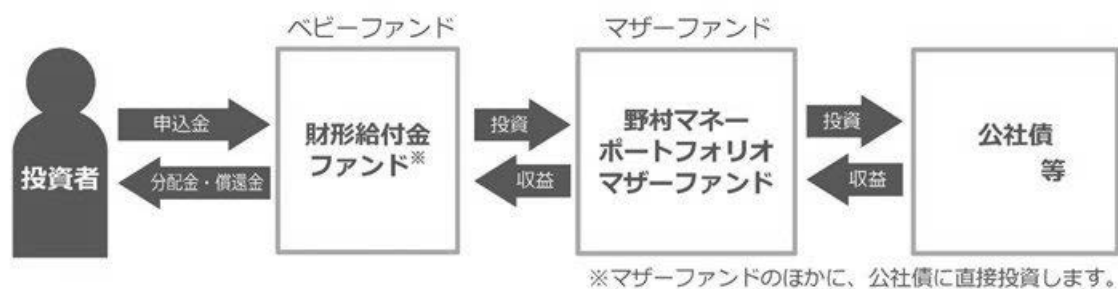 ベビーファンド
マザーファンド
投資者
申込金
分配金・償還金
財形給付金
ファンド※
投資
収益
野村マネー
ポートフォリオ
マザーファンド
投資
収益
公社債
等
※マザーファンドのほかに、公社債に直接投資します。